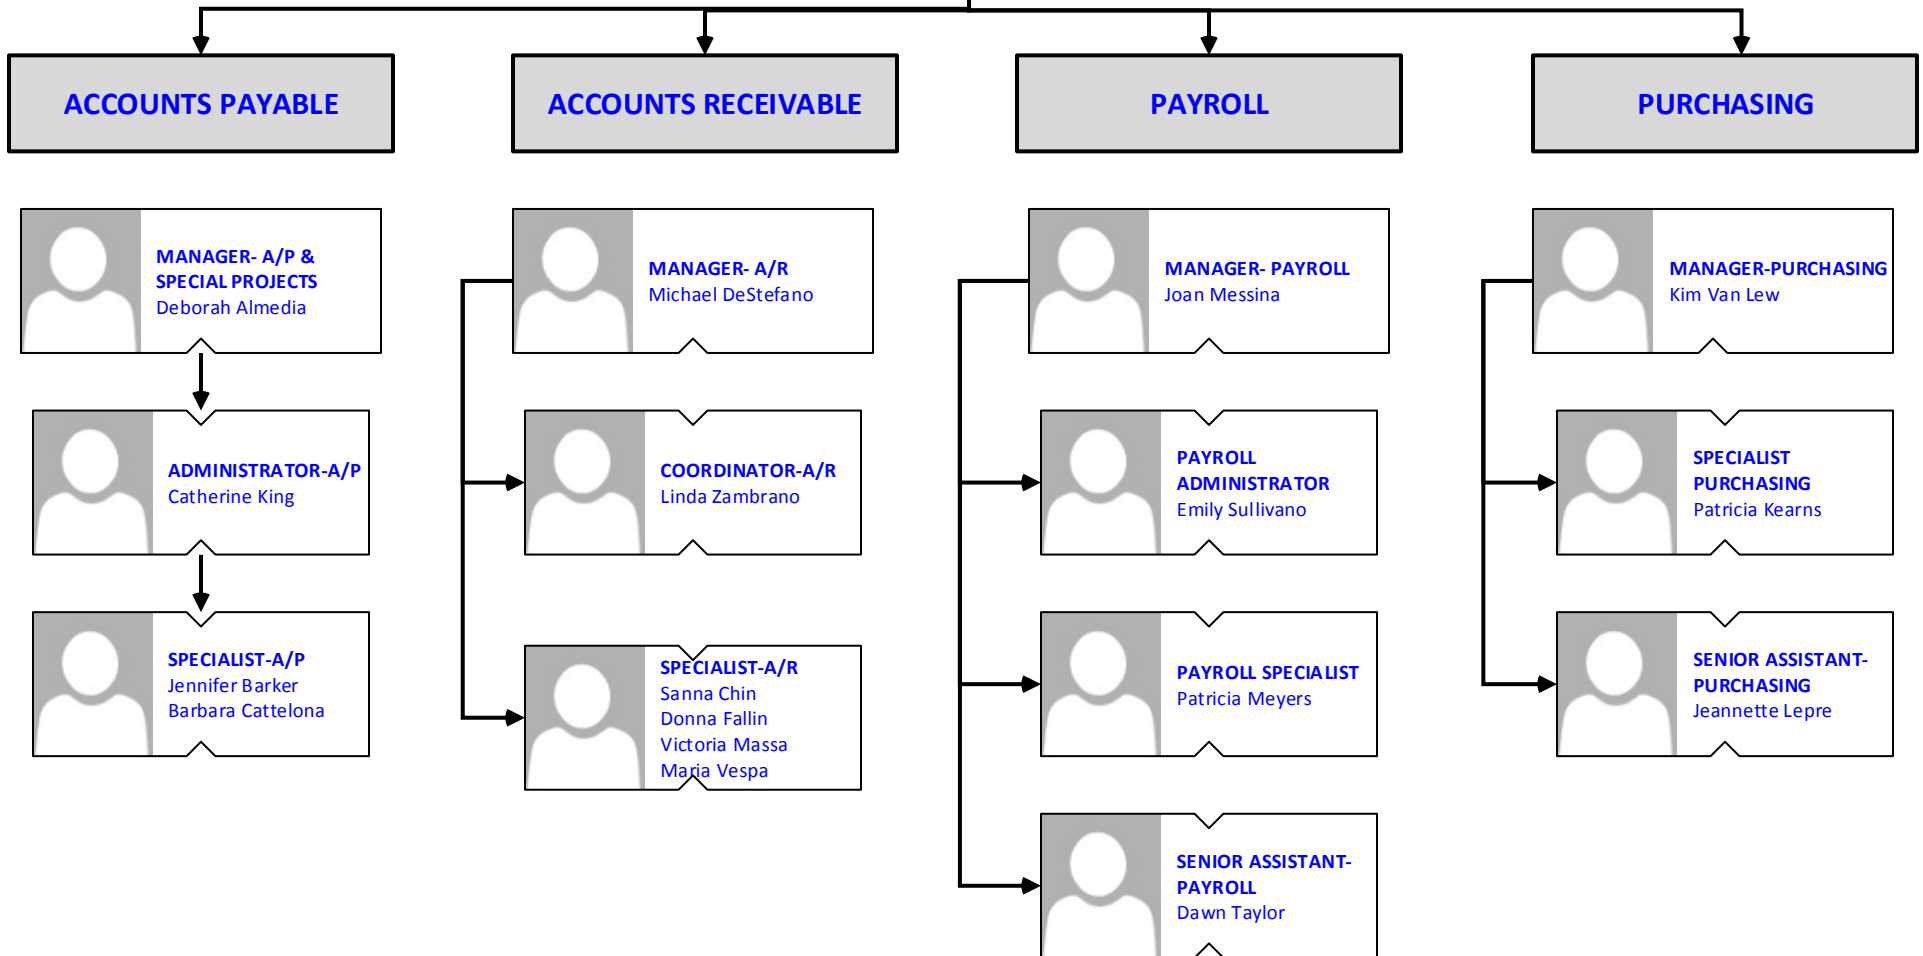 ACCOUNTS PAYABLE
MANAGER- A/P &
SPECIAL PROJECTS
Deborah Almedia
ADMINISTRATOR-A/P
Catherine King
SPECIALIST-A/P
Jennifer Barker
Barbara Cattelona
ACCOUNTS RECEIVABLE
MANAGER- A/R
Michael DeStefano
COORDINATOR-A/R
Linda Zambrano
SPECIALIST-A/R
Sanna Chin
Donna Fallin
Victoria Massa
Maria Vespa
PAYROLL
MANAGER- PAYROLL
Joan Messina
PAYROLL
ADMINISTRATOR
Emily Sullivano
PAYROLL SPECIALIST
Patricia Meyers
SENIOR ASSISTANT-
PAYROLL
Dawn Taylor
PURCHASING
MANAGER-PURCHASING
Kim Van Lew
SPECIALIST
PURCHASING
Patricia Kearns
SENIOR ASSISTANT-
PURCHASING
Jeannette Lepre